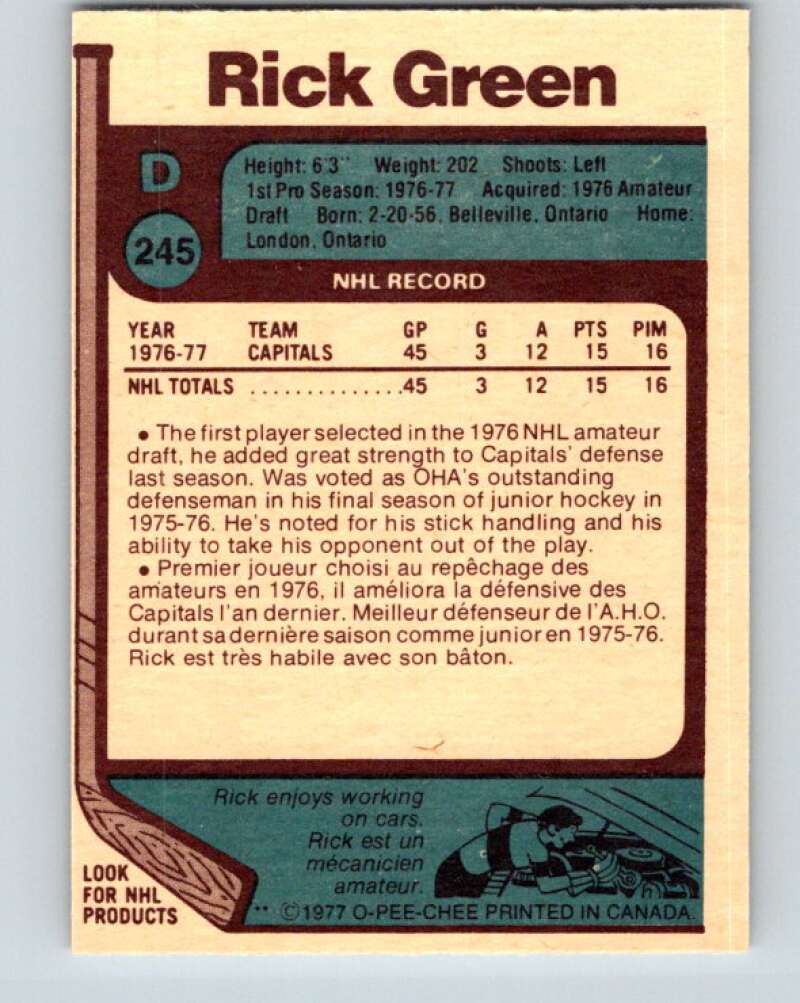 Rick Green
D
245
Height: 6'3" Weight: 202 Shoots: Left
1st Pro Season: 1976-77 Acquired: 1976 Amateur
Draft Born: 2-20-56, Belleville, Ontario Home:
London, Ontario
NHL RECORD
YEAR TEAM GP G A PTS PIM
1976-77 CAPITALS 45 3 12 15 16
NHL TOTALS ..............45 3 12 15 16
• The first player selected in the 1976 NHL amateur
draft, he added great strength to Capitals' defense
last season. Was voted as OHA's outstanding
defenseman in his final season of junior hockey in
1975-76. He's noted for his stick handling and his
ability to take his opponent out of the play.
• Premier joueur choisi au repêchage des
amateurs en 1976, il améliora la défensive des
Capitals l'an dernier. Meilleur défenseur de l'A.H.O.
durant sa dernière saison comme junior en 1975-76.
Rick est très habile avec son bâton.
Rick enjoys working
on cars.
Rick est un
mécanicien
amateur.
LOOK
FOR NHL
PRODUCTS
** ©1977 O-PEE-CHEE PRINTED IN CANADA.